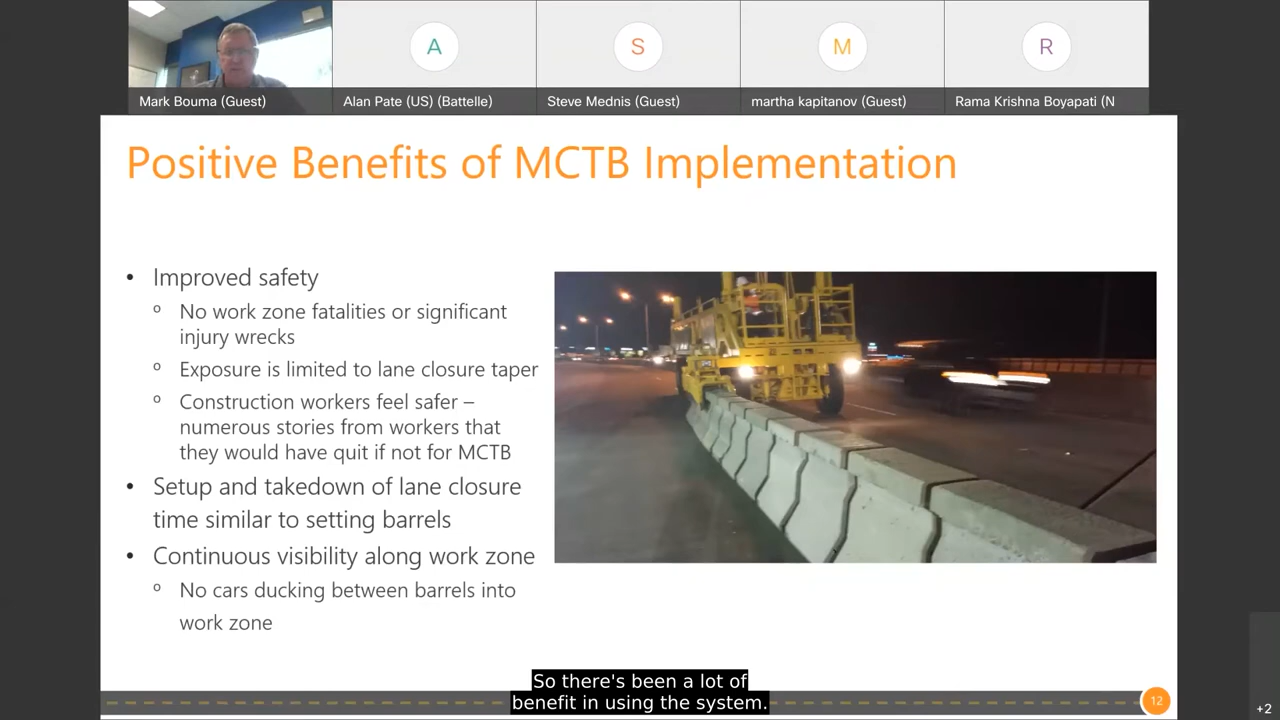 A
S
M
R
Mark Bouma (Guest)
Alan Pate (US) (Battelle)
Steve Mednis (Guest)
martha kapitanov (Guest)
Rama Krishna Boyapati (N
Positive Benefits of MCTB Implementation
• Improved safety
o No work zone fatalities or significant
injury wrecks
o Exposure is limited to lane closure taper
o Construction workers feel safer –
numerous stories from workers that
they would have quit if not for MCTB
• Setup and takedown of lane closure
time similar to setting barrels
• Continuous visibility along work zone
o No cars ducking between barrels into
work zone
So there's been a lot of
benefit in using the system.
12
+2